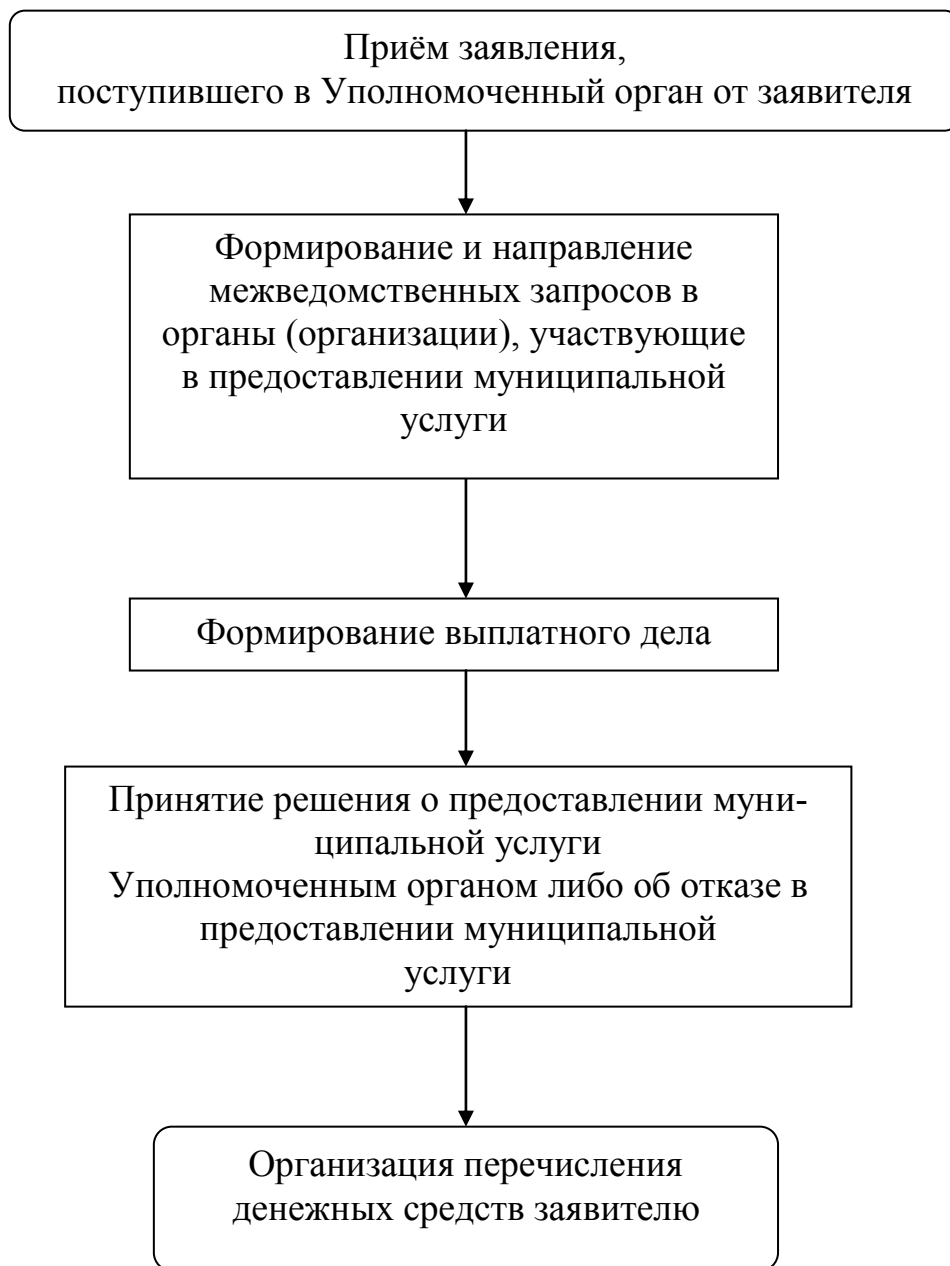 Приём заявления,
поступившего в Уполномоченный орган от заявителя
Формирование и направление
межведомственных запросов в
органы (организации), участвующие
в предоставлении муниципальной
услуги
Формирование выплатного дела
Принятие решения о предоставлении муни-
ципальной услуги
Уполномоченным органом либо об отказе в
предоставлении муниципальной
услуги
Организация перечисления
денежных средств заявителю